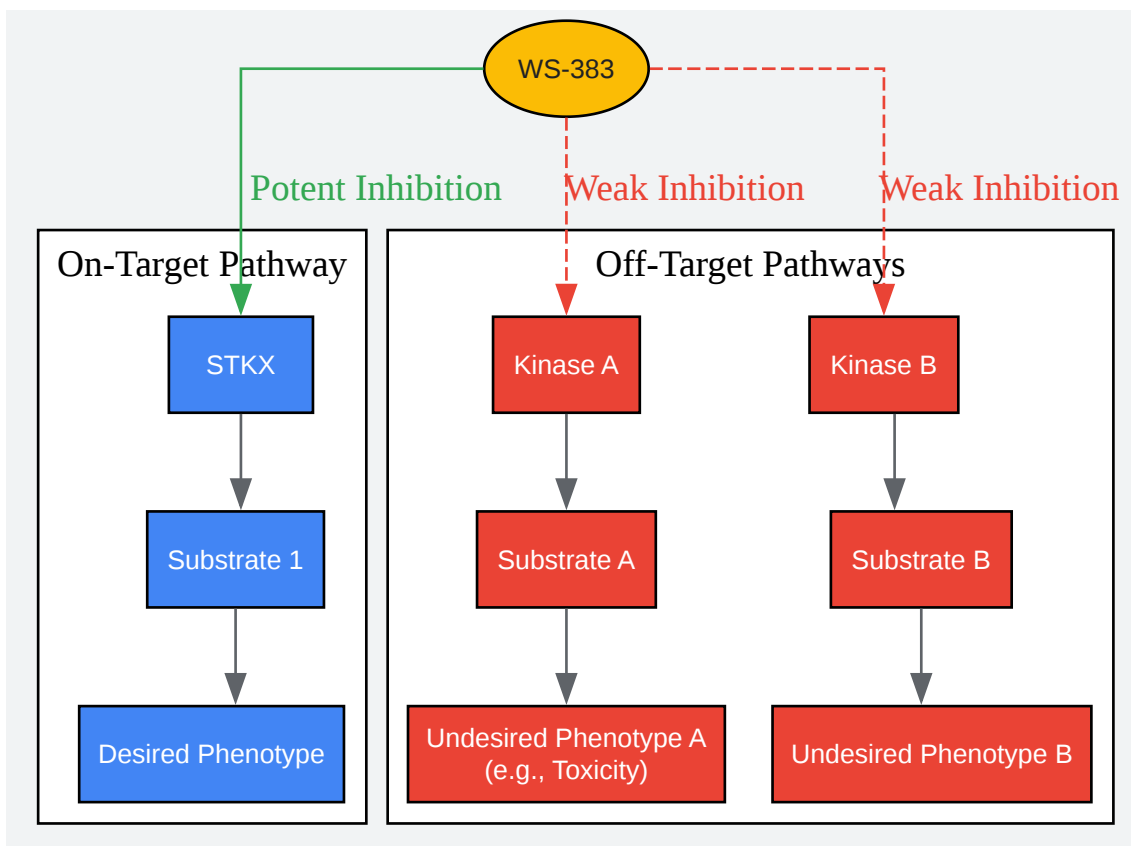 WS-383
Potent Inhibition
Weak Inhibition
Weak Inhibition
On-Target Pathway
Off-Target Pathways
STKX
Kinase A
Kinase B
Substrate 1
Substrate A
Substrate B
Desired Phenotype
Undesired Phenotype A
(e.g., Toxicity)
Undesired Phenotype B